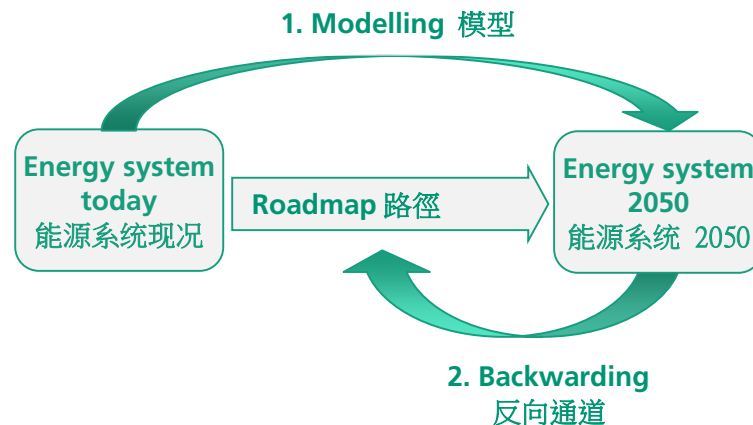 1. Modelling 模型
Energy system
today
能源系统现况
Roadmap 路徑
Energy system
2050
能源系统 2050
2. Backwarding
反向通道